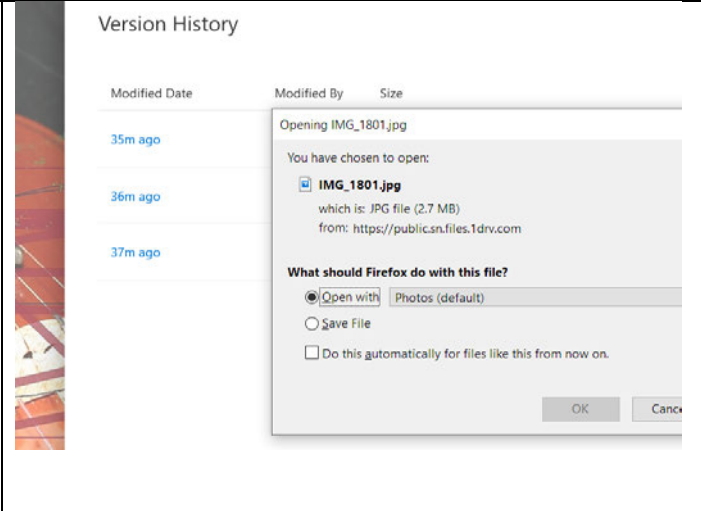 Version History
Modified Date Modified By Size
35m ago
36m ago
37m ago
Opening IMG_1801.jpg
You have chosen to open:
IMG_1801.jpg
which is: JPG file (2.7 MB)
from: https://public.sn.files.1drv.com
What should Firefox do with this file?
Open with Photos (default)
Save File
Do this automatically for files like this from now on.
OK Cance